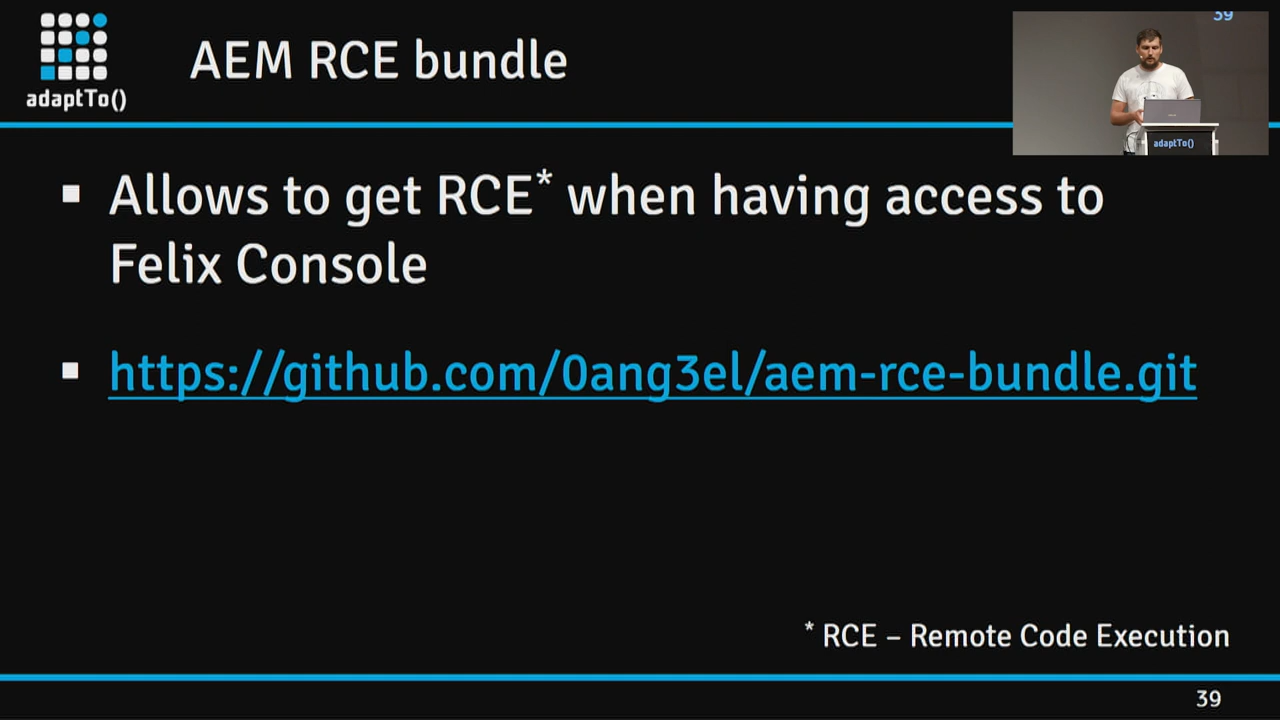 adaptTo()
AEM RCE bundle
39
adaptTo()
Allows to get RCE* when having access to
Felix Console
https://github.com/0ang3el/aem-rce-bundle.git
* RCE – Remote Code Execution
39